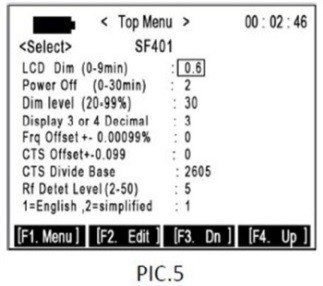 < Top Menu > 00 : 02 : 46
<Select> SF401
LCD Dim (0-9min) : 0.6
Power Off (0-30min) : 2
Dim level (20-99%) : 30
Display 3 or 4 Decimal : 3
Frq Offset +- 0.00099% : 0
CTS Offset+-0.099 : 0
CTS Divide Base : 2605
Rf Detet Level (2-50) : 5
1=English ,2=simplified : 1
[F1. Menu] [F2. Edit] [F3. Dn ] [F4. Up ]
PIC.5